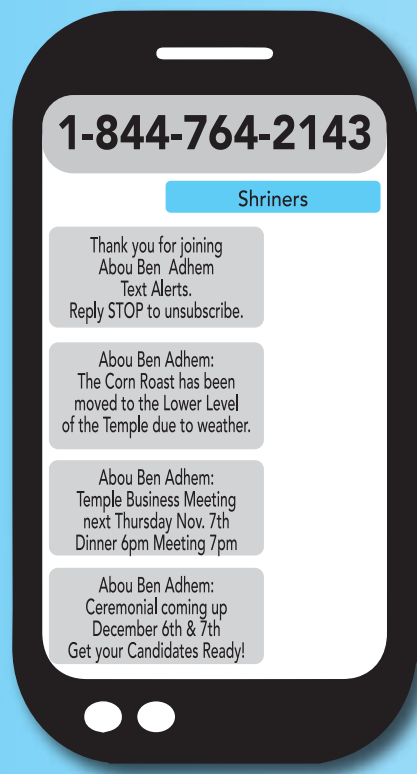 1-844-764-2143
Shriners
Thank you for joining
Abou Ben Adhem
Text Alerts.
Reply STOP to unsubscribe.
Abou Ben Adhem:
The Corn Roast has been
moved to the Lower Level
of the Temple due to weather.
Abou Ben Adhem:
Temple Business Meeting
next Thursday Nov. 7th
Dinner 6pm Meeting 7pm
Abou Ben Adhem:
Ceremonial coming up
December 6th & 7th
Get your Candidates Ready!